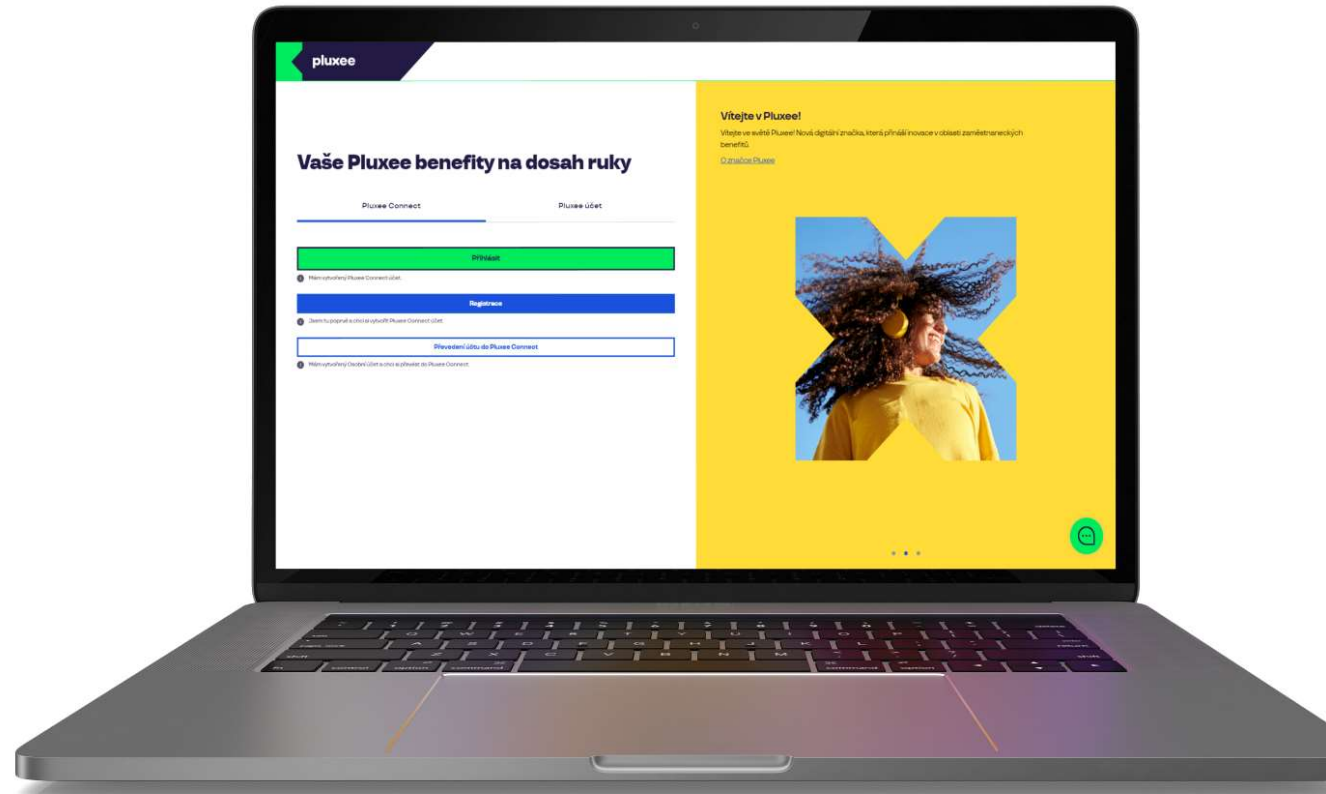 pluxee
Vaše Pluxee benefity na dosah ruky
Pluxee Connect
Pluxee účet
Přihlásit
Mám vytvořený Pluxee Connect účet.
Registrace
Jsem tu poprvé a chci si vytvořit Pluxee Connect účet.
Převedení účtu do Pluxee Connect
Mám vytvořený Osobní účet a chci si převést do Pluxee Connect.
Vítejte v Pluxee!
Vítejte ve světě Pluxee! Nová digitální značka, která přináší inovace v oblasti zaměstnaneckých
benefitů.
O značce Pluxee